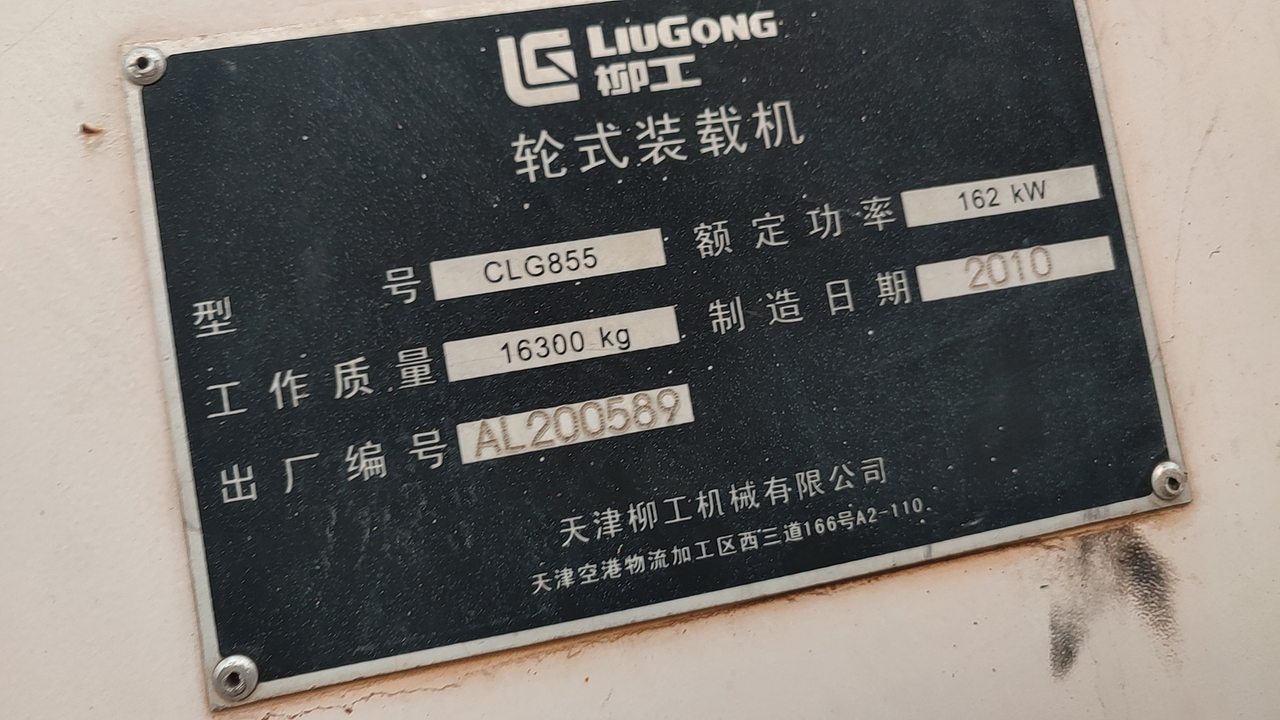 LIUGONG
柳工
轮式装载机
型号 CLG855 额定功率 162 kW
工作质量 16300 kg 制造日期 2010
出厂编号 AL200589
天津柳工机械有限公司
天津空港物流加工区西三道166号A2-110.